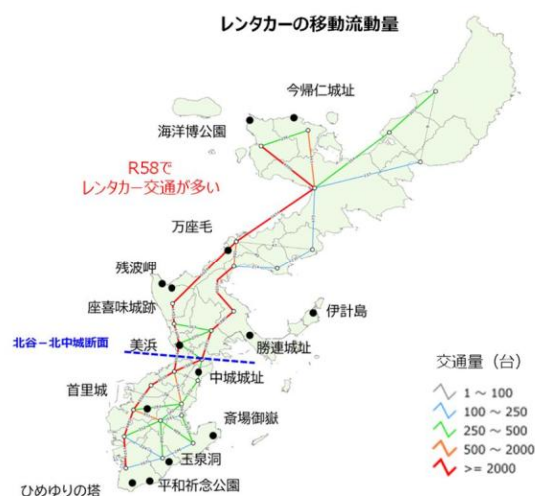 レンタカーの移動流動量
今帰仁城址
海洋博公園
R58で
レンタカー交通が多い
万座毛
残波岬
座喜味城跡
伊計島
北谷－北中城断面
美浜
勝連城址
中城城址
首里城
斎場御嶽
玉泉洞
ひめゆりの塔
平和祈念公園
交通量（台）
1 ～ 100
100 ～ 250
250 ～ 500
500 ～ 2000
>= 2000